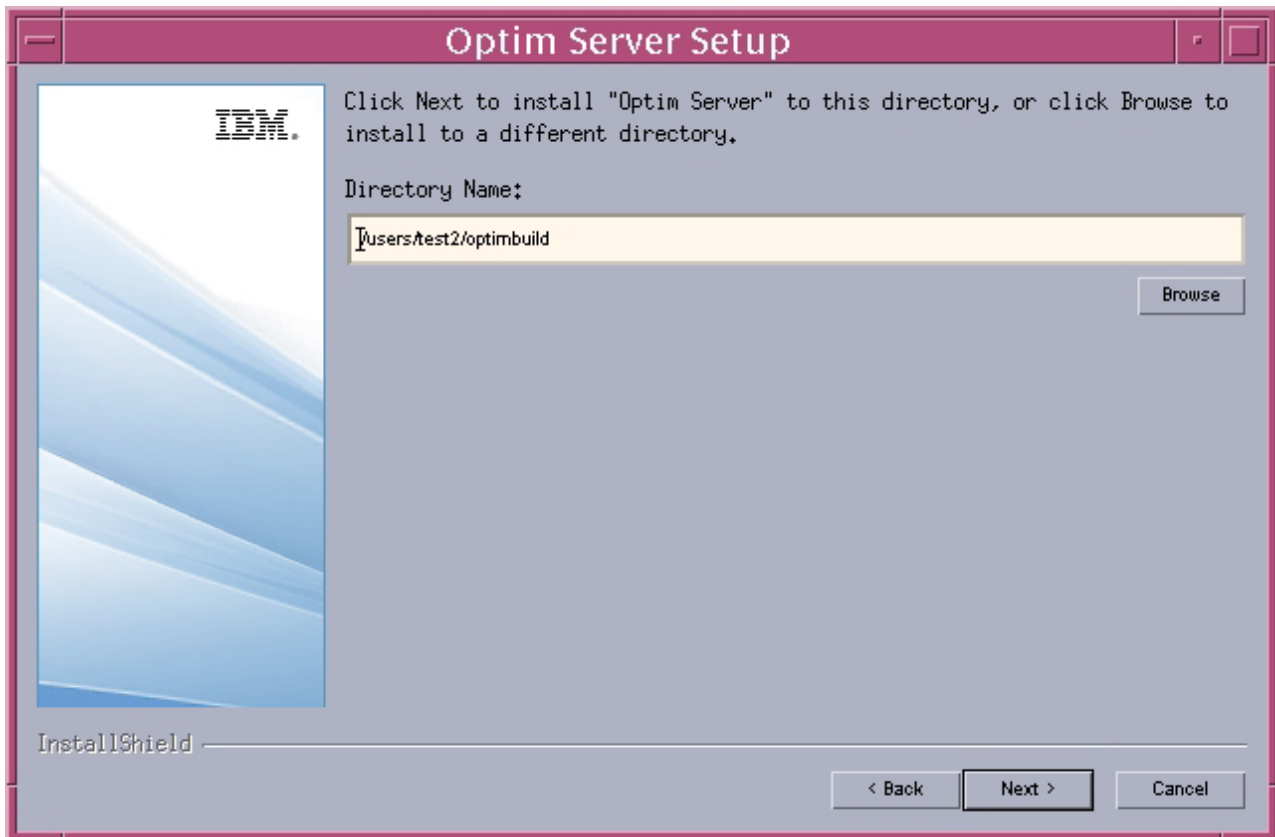 Optim Server Setup
IBM.
Click Next to install "Optim Server" to this directory, or click Browse to
install to a different directory.
Directory Name:
/users/test2/optimbuild
Browse
InstallShield
< Back
Next >
Cancel